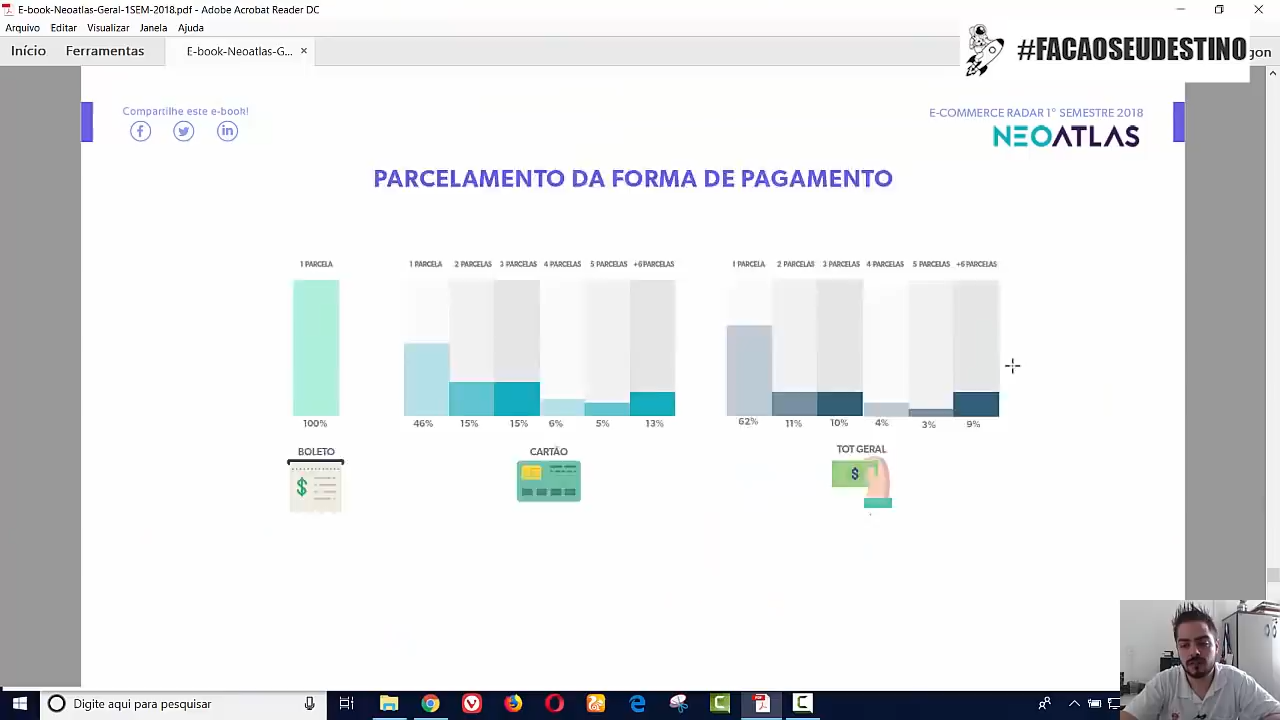 E-book-Neoatlas-Geral-1SEM-2018.pdf - Adobe Acrobat Reader DC
Arquivo Editar Visualizar Janela Ajuda
Início Ferramentas E-book-Neoatlas-G... ×
#FACAOSEUDESTINO
gon
Compartilhe este e-book!
E-COMMERCE RADAR 1° SEMESTRE 2018
NEOATLAS
PARCELAMENTO DA FORMA DE PAGAMENTO
1 PARCELA
1 PARCELA 2 PARCELAS 3 PARCELAS 4 PARCELAS 5 PARCELAS +6 PARCELAS
1 PARCELA 2 PARCELAS 3 PARCELAS 4 PARCELAS 5 PARCELAS +6 PARCELAS
100%
46% 15% 15% 6% 5% 13%
62% 11% 10% 4% 3% 9%
BOLETO
CARTÃO
TOT GERAL
Digite aqui para pesquisar